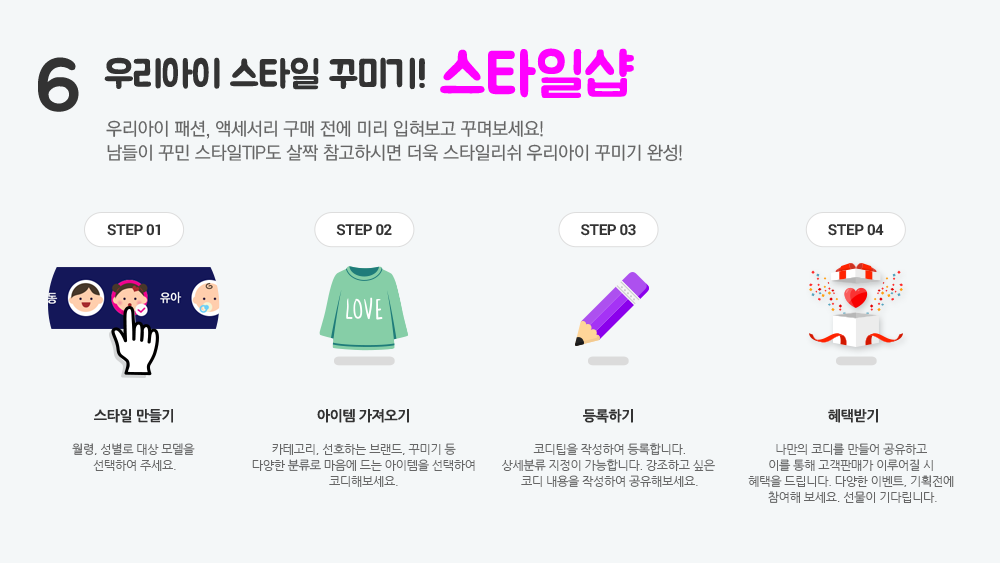 6 우리아이 스타일 꾸미기! 스타일샵
우리아이 패션, 액세서리 구매 전에 미리 입혀보고 꾸며보세요!
남들이 꾸민 스타일TIP도 살짝 참고하시면 더욱 스타일리쉬 우리아이 꾸미기 완성!
STEP 01
동
유아
스타일 만들기
월령, 성별로 대상 모델을
선택하여 주세요.
STEP 02
LOVE
아이템 가져오기
카테고리, 선호하는 브랜드, 꾸미기 등
다양한 분류로 마음에 드는 아이템을 선택하여
코디해보세요.
STEP 03
등록하기
코디팁을 작성하여 등록합니다.
상세분류 지정이 가능합니다. 강조하고 싶은
코디 내용을 작성하여 공유해보세요.
STEP 04
혜택받기
나만의 코디를 만들어 공유하고
이를 통해 고객판매가 이루어질 시
혜택을 드립니다. 다양한 이벤트, 기획전에
참여해 보세요. 선물이 기다립니다.